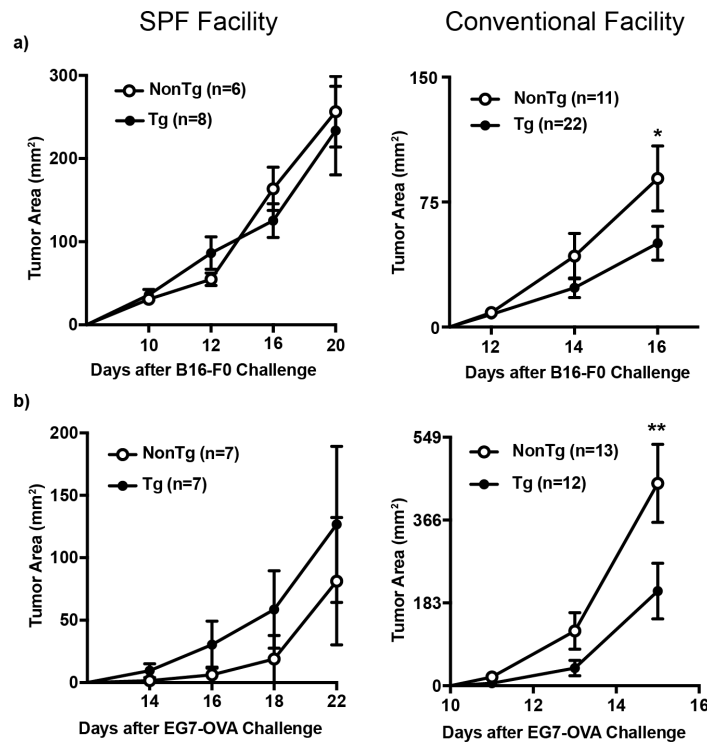 SPF Facility
Conventional Facility
a)
300
200
100
0
Tumor Area (mm²)
NonTg (n=6)
Tg (n=8)
10 12 16 20
Days after B16-F0 Challenge
150
75
0
Tumor Area (mm²)
NonTg (n=11)
Tg (n=22)
*
12 14 16
Days after B16-F0 Challenge
b)
200
150
100
50
0
Tumor Area (mm²)
NonTg (n=7)
Tg (n=7)
14 16 18 22
Days after EG7-OVA Challenge
549
366
183
0
Tumor Area (mm²)
NonTg (n=13)
Tg (n=12)
**
10 12 14 16
Days after EG7-OVA Challenge